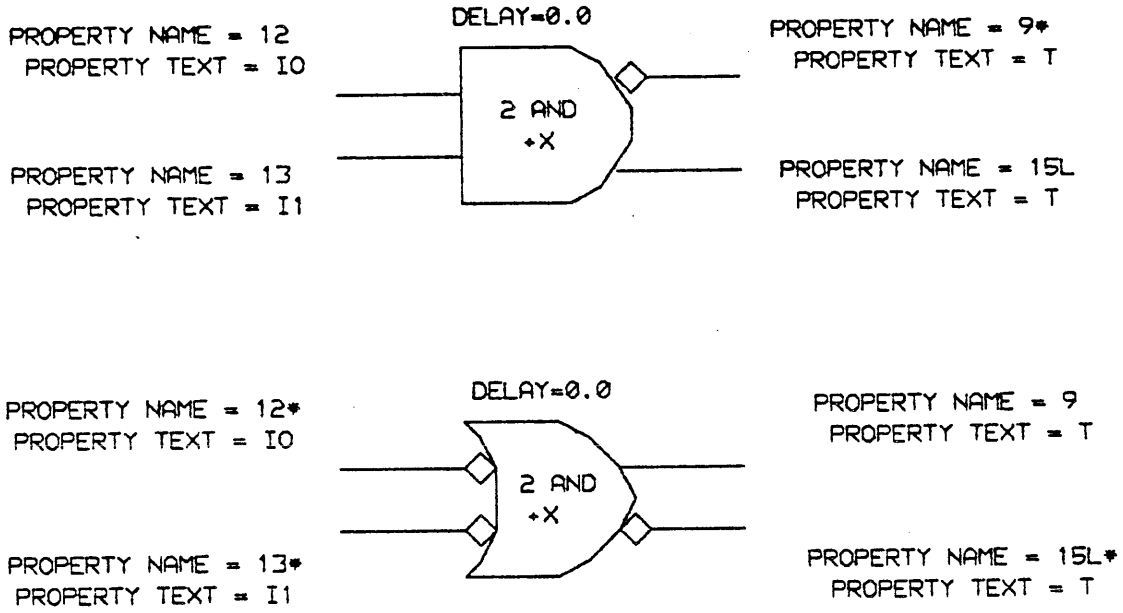 DELAY=0.0
PROPERTY NAME = 12
PROPERTY TEXT = I0
PROPERTY NAME = 9*
PROPERTY TEXT = T
2 AND
+X
PROPERTY NAME = 13
PROPERTY TEXT = I1
PROPERTY NAME = 15L
PROPERTY TEXT = T
DELAY=0.0
PROPERTY NAME = 12*
PROPERTY TEXT = I0
PROPERTY NAME = 9
PROPERTY TEXT = T
2 AND
+X
PROPERTY NAME = 13*
PROPERTY TEXT = I1
PROPERTY NAME = 15L*
PROPERTY TEXT = T